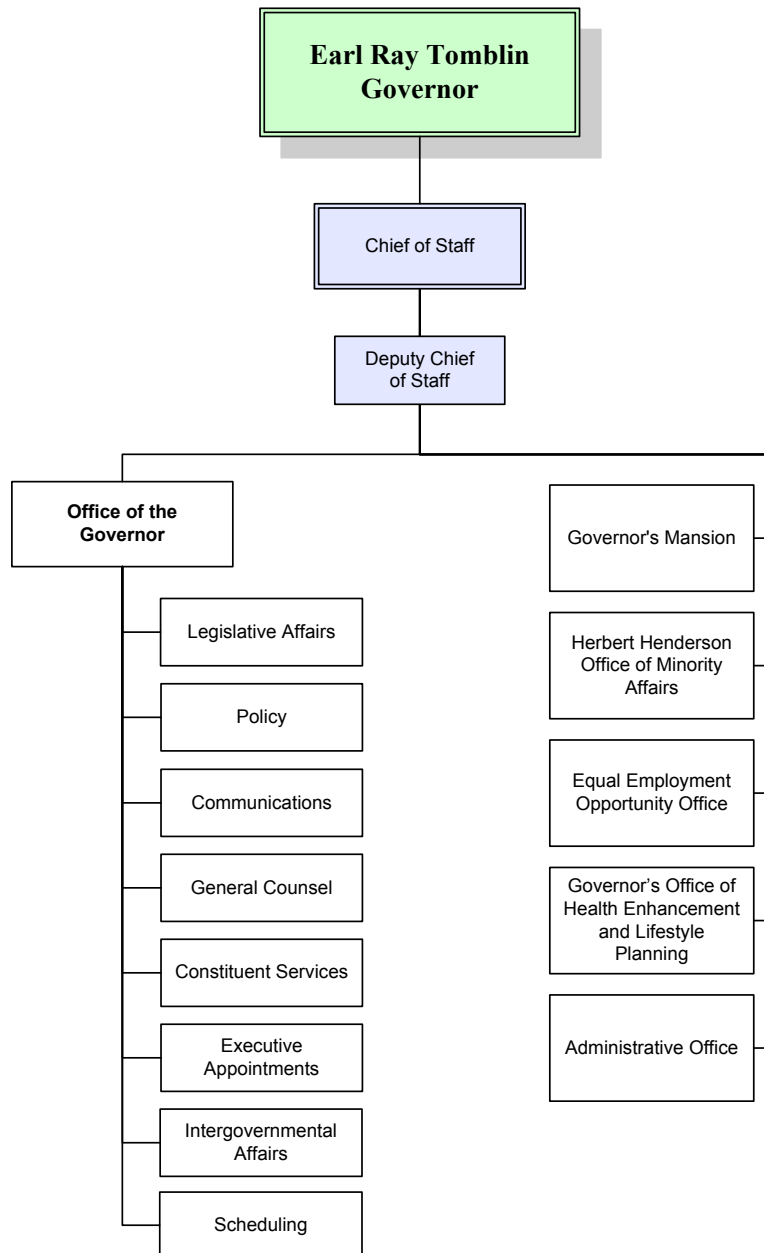 Earl Ray Tomblin
Governor
Chief of Staff
Deputy Chief
of Staff
Office of the
Governor
Legislative Affairs
Policy
Communications
General Counsel
Constituent Services
Executive
Appointments
Intergovernmental
Affairs
Scheduling
Governor's Mansion
Herbert Henderson
Office of Minority
Affairs
Equal Employment
Opportunity Office
Governor’s Office of
Health Enhancement
and Lifestyle
Planning
Administrative Office